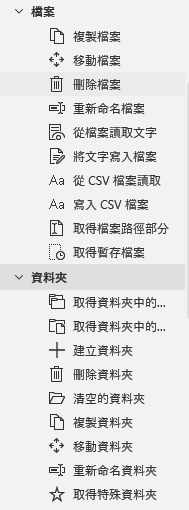 檔案
複製檔案
移動檔案
刪除檔案
重新命名檔案
從檔案讀取文字
將文字寫入檔案
Aa 從 CSV 檔案讀取
Aa 寫入 CSV 檔案
取得檔案路徑部分
取得暫存檔案
資料夾
取得資料夾中的...
取得資料夾中的...
建立資料夾
刪除資料夾
清空的資料夾
複製資料夾
移動資料夾
重新命名資料夾
取得特殊資料夾